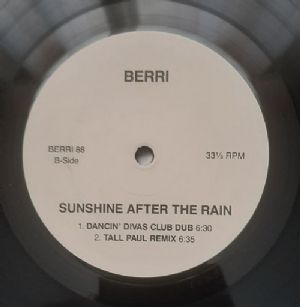 BERRI
BERRI 88
B-Side
33⅓ RPM
SUNSHINE AFTER THE RAIN
1. DANCIN' DIVAS CLUB DUB 6:30
2. TALL PAUL REMIX 6:35